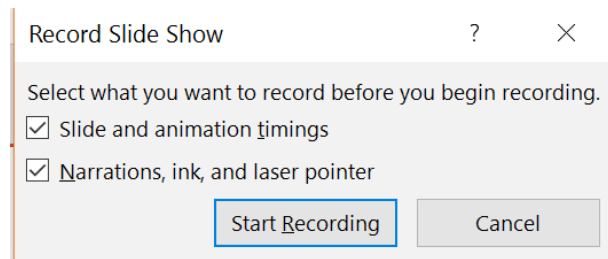 Record Slide Show ?
Select what you want to record before you begin recording.
Slide and animation timings
Narrations, ink, and laser pointer
Start Recording Cancel